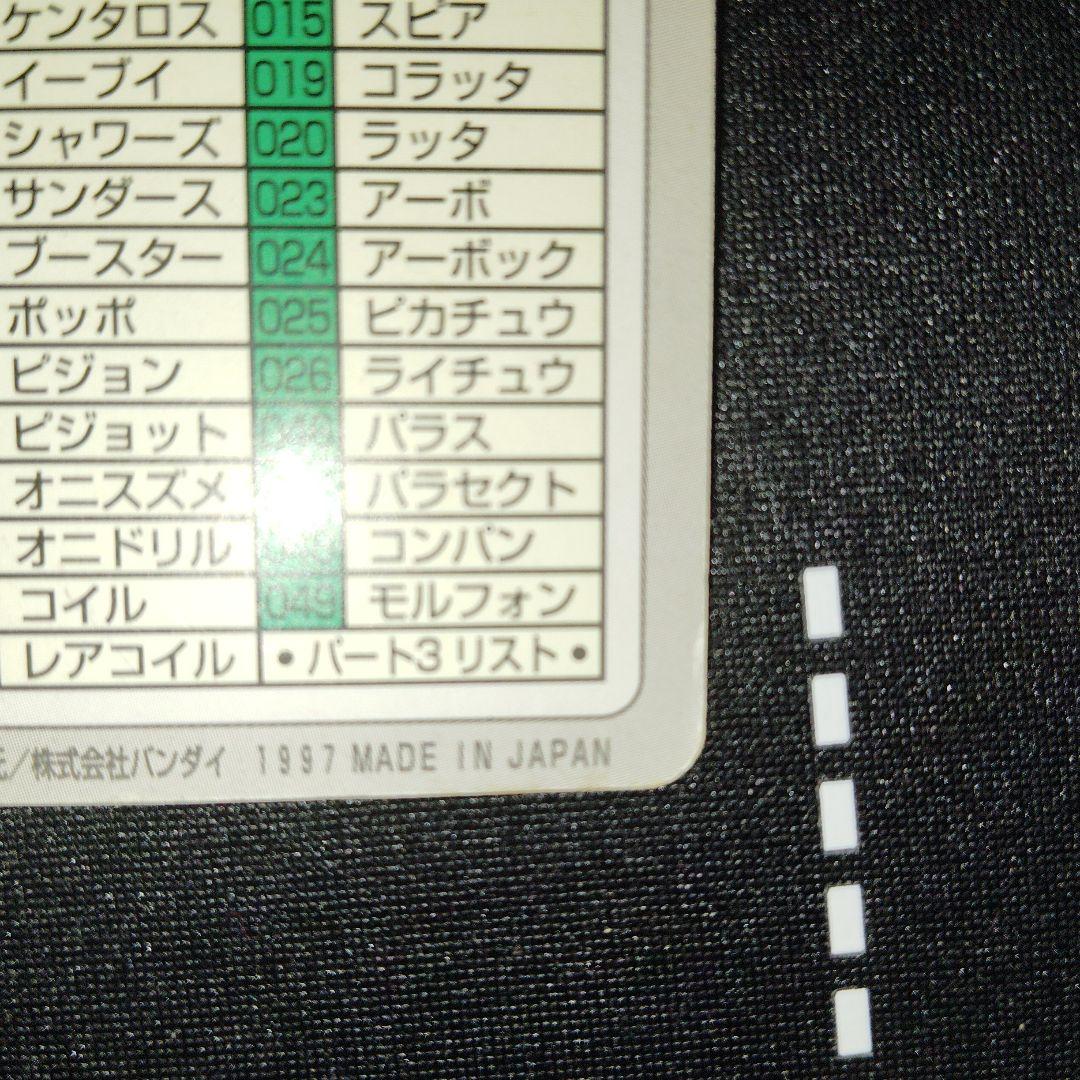 ケンタロス 015 スピアー
イーブイ 019 コラッタ
シャワーズ 020 ラッタ
サンダース 023 アーボ
ブースター 024 アーボック
ポッポ 025 ピカチュウ
ピジョン 026 ライチュウ
ピジョット パラス
オニスズメ パラセクト
オニドリル コンパン
コイル 049 モルフォン
レアコイル •パート3 リスト•
/株式会社バンダイ 1997 MADE IN JAPAN